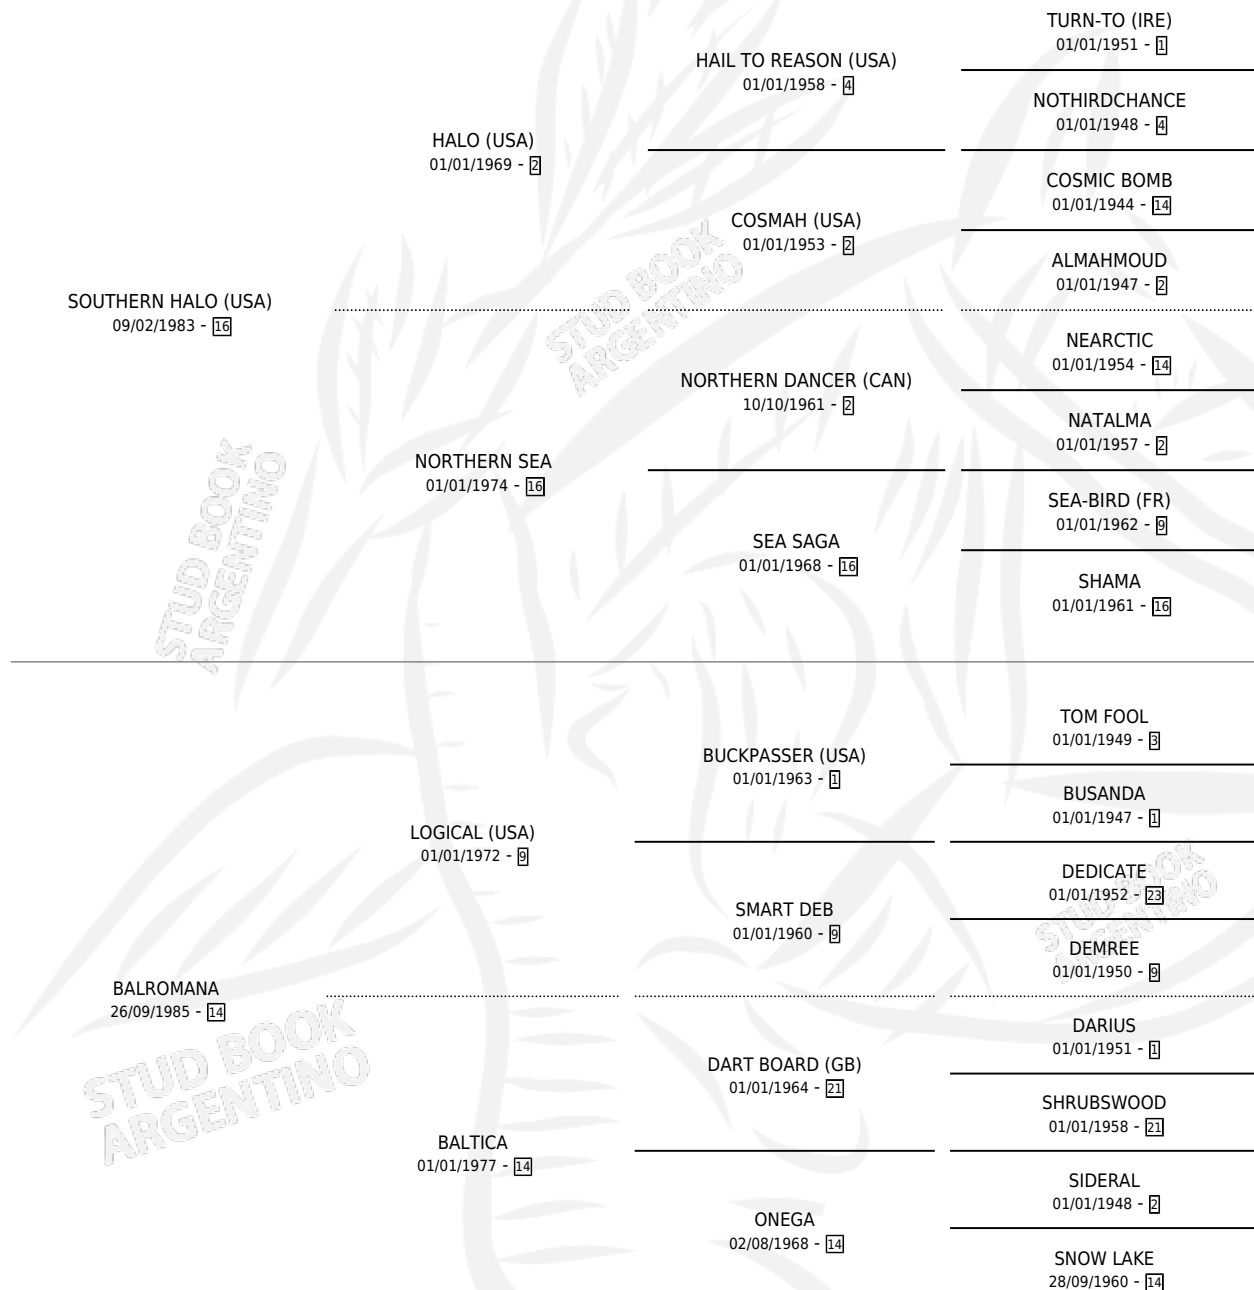 TURN-TO (IRE)
01/01/1951 - 1
HAIL TO REASON (USA)
01/01/1958 - 4
NOTHIRDCHANCE
01/01/1948 - 4
HALO (USA)
01/01/1969 - 2
COSMIC BOMB
01/01/1944 - 14
COSMAH (USA)
01/01/1953 - 2
ALMAHMOUD
01/01/1947 - 2
SOUTHERN HALO (USA)
09/02/1983 - 16
NEARCTIC
01/01/1954 - 14
NORTHERN DANCER (CAN)
10/10/1961 - 2
NATALMA
01/01/1957 - 2
NORTHERN SEA
01/01/1974 - 16
SEA-BIRD (FR)
01/01/1962 - 9
SEA SAGA
01/01/1968 - 16
SHAMA
01/01/1961 - 16
TOM FOOL
01/01/1949 - 3
BUCKPASSER (USA)
01/01/1963 - 1
BUSANDA
01/01/1947 - 1
LOGICAL (USA)
01/01/1972 - 9
DEDICATE
01/01/1952 - 23
SMART DEB
01/01/1960 - 9
DEMREE
01/01/1950 - 9
BALROMANA
26/09/1985 - 14
DARIUS
01/01/1951 - 1
DART BOARD (GB)
01/01/1964 - 21
SHRUBSWOOD
01/01/1958 - 21
BALTICA
01/01/1977 - 14
SIDERAL
01/01/1948 - 2
ONEGA
02/08/1968 - 14
SNOW LAKE
28/09/1960 - 14
STUD BOOK
ARGENTINO
STUD BOOK
ARGENTINO
STUD BOOK
ARGENTINO
STUD BOOK
ARGENTINO